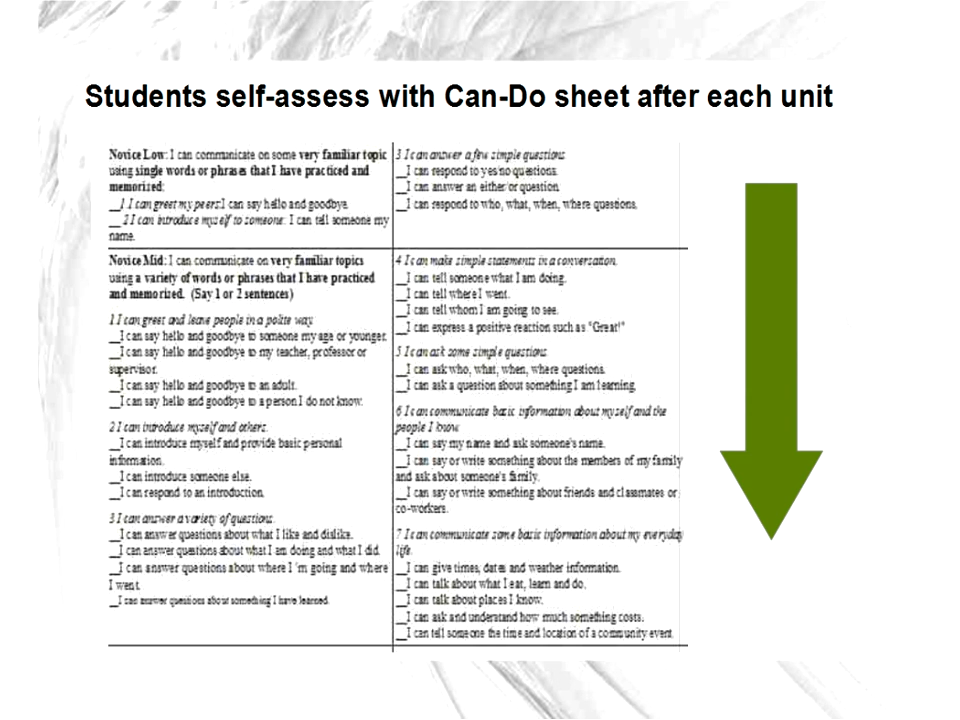 Students self-assess with Can-Do sheet after each unit
Novice Low: I can communicate on some very familiar topic
using single words or phrases that I have practiced and
memorized:
__1 I can greet my peers: I can say hello and goodbye.
__ 2 I can introduce myself to someone: I can tell someone my
name.
3 I can answer a few simple questions
__I can respond to yes/no questions.
__I can answer an either/or question.
__I can respond to who, what, when, where questions.
Novice Mid: I can communicate on very familiar topics
using a variety of words or phrases that I have practiced
and memorized. (Say 1 or 2 sentences)
1 I can greet and leave people in a polite way.
__I can say hello and goodbye to someone my age or younger.
__I can say hello and goodbye to my teacher, professor or
supervisor.
__I can say hello and goodbye to an adult.
__I can say hello and goodbye to a person I do not know.
2 I can introduce myself and others.
__I can introduce myself and provide basic personal
information.
__I can introduce someone else.
__I can respond to an introduction.
3 I can answer a variety of questions.
__I can answer questions about what I like and dislike.
__I can answer questions about what I am doing and what I did.
__I can answer questions about where I 'm going and where
I went.
__I can answer questions about something I have learned.
4 I can make simple statements in a conversation.
__I can tell someone what I am doing.
__I can tell where I went.
__I can tell whom I am going to see.
__I can express a positive reaction such as "Great!"
5 I can ask some simple questions
__I can ask who, what, when, where questions.
__I can ask a question about something I am learning.
6 I can communicate basic information about myself and the
people I know.
__I can say my name and ask someone's name.
__I can say or write something about the members of my family
and ask about someone's family.
__I can say or write something about friends and classmates or
co-workers.
7 I can communicate some basic information about my everyday
life.
__I can give times, dates and weather information.
__I can talk about what I eat, learn and do.
__I can talk about places I know.
__I can ask and understand how much something costs.
__I can tell someone the time and location of a community event.